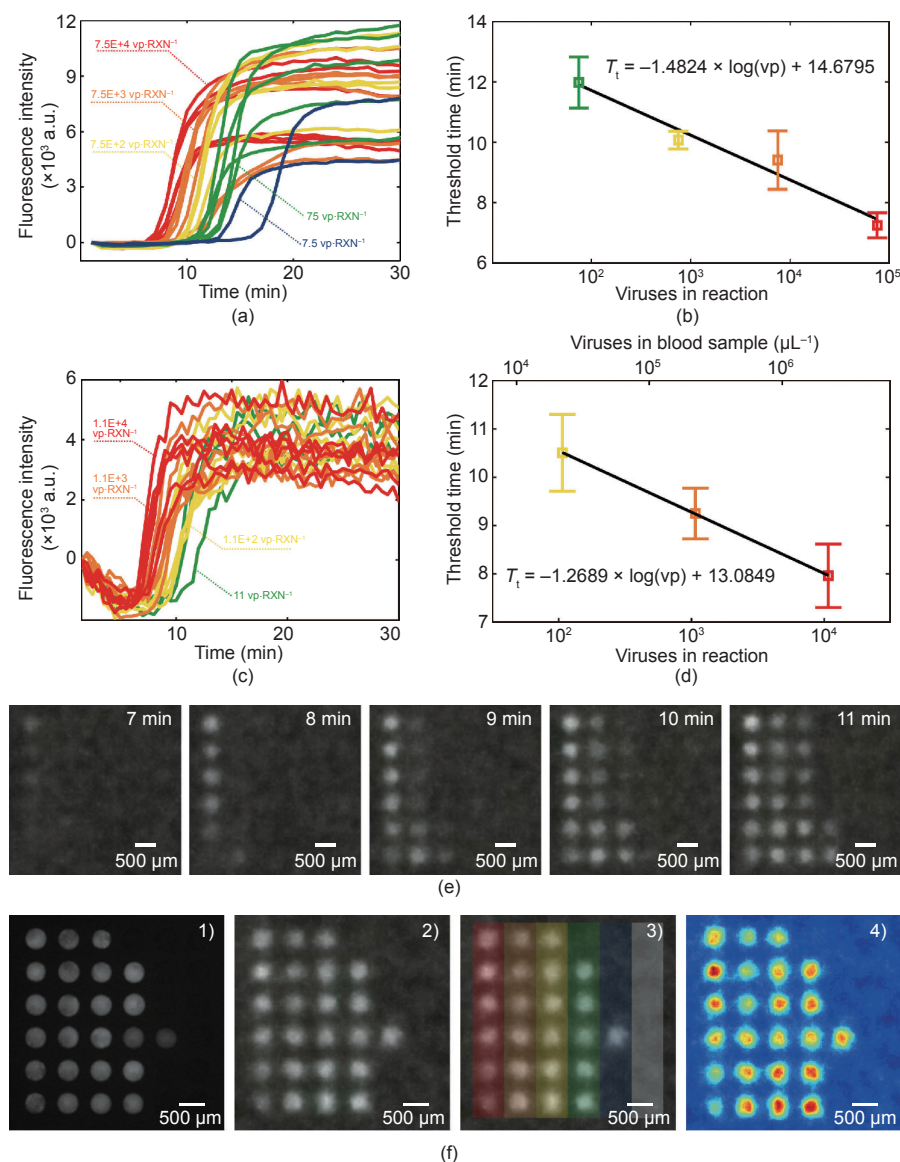 12
9
6
3
0
10
20
30
Fluorescence intensity
(×10³ a.u.)
Time (min)
7.5E+4 vp·RXN⁻¹
7.5E+3 vp·RXN⁻¹
7.5E+2 vp·RXN⁻¹
75 vp·RXN⁻¹
7.5 vp·RXN⁻¹
(a)
14
12
10
8
6
10²
10³
10⁴
10⁵
Threshold time (min)
Viruses in reaction
Tₜ = –1.4824 × log(vp) + 14.6795
(b)
6
4
2
0
10
20
30
Fluorescence intensity
(×10³ a.u.)
Time (min)
1.1E+4
vp·RXN⁻¹
1.1E+3
vp·RXN⁻¹
1.1E+2 vp·RXN⁻¹
11 vp·RXN⁻¹
(c)
Viruses in blood sample (μL⁻¹)
10⁴
10⁵
10⁶
12
11
10
9
8
7
10²
10³
10⁴
Threshold time (min)
Viruses in reaction
Tₜ = –1.2689 × log(vp) + 13.0849
(d)
7 min
500 μm
8 min
500 μm
9 min
500 μm
10 min
500 μm
11 min
500 μm
(e)
1)
500 μm
2)
500 μm
3)
500 μm
4)
500 μm
(f)